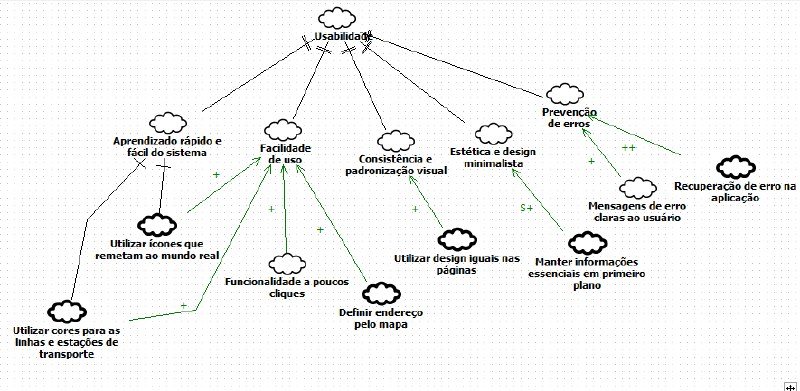 Usabilidade
Prevenção
de erros
Aprendizado rápido e
fácil do sistema
Facilidade
de uso
Consistência e
padronização visual
Estética e design
minimalista
++
+
+
Mensagens de erro
claras ao usuário
Recuperação de erro na
aplicação
+
+
+
S+
Utilizar ícones que
remetam ao mundo real
Utilizar design iguais nas
páginas
Manter informações
essenciais em primeiro
plano
Funcionalidade a poucos
cliques
Definir endereço
pelo mapa
+
Utilizar cores para as
linhas e estações de
transporte